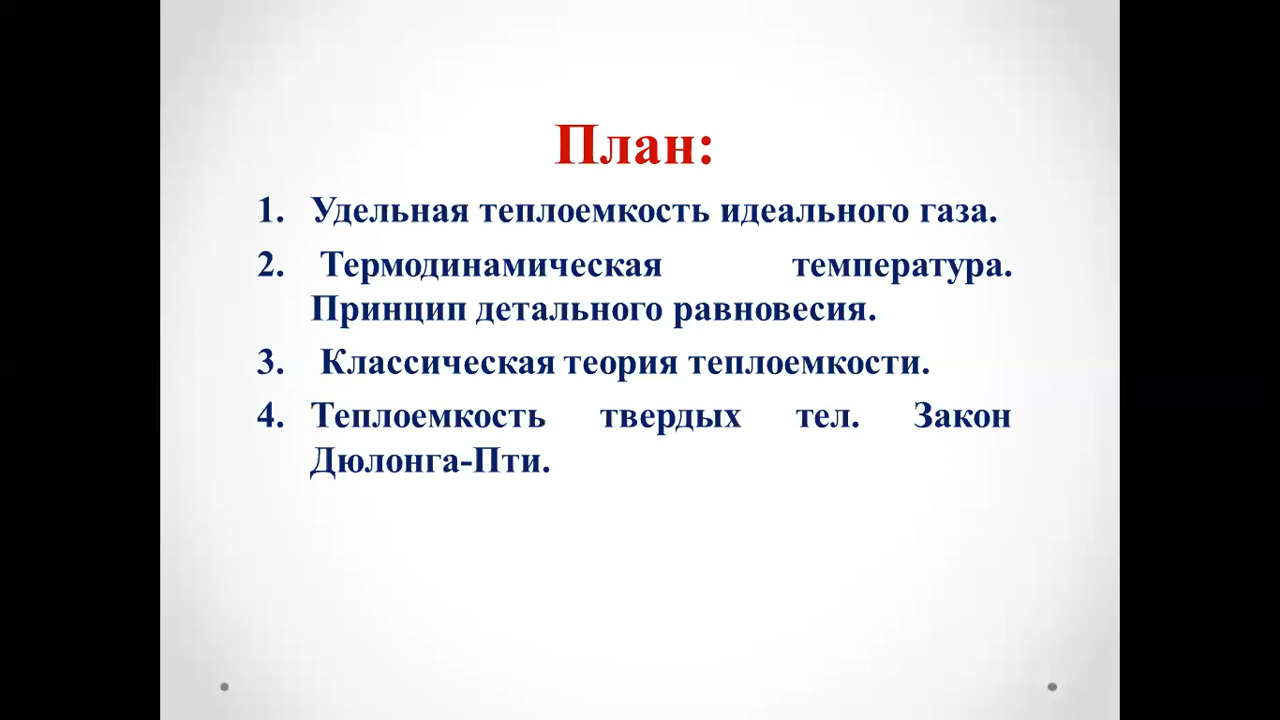 План:
1. Удельная теплоемкость идеального газа.
2. Термодинамическая температура.
Принцип детального равновесия.
3. Классическая теория теплоемкости.
4. Теплоемкость твердых тел. Закон
Дюлонга-Пти.